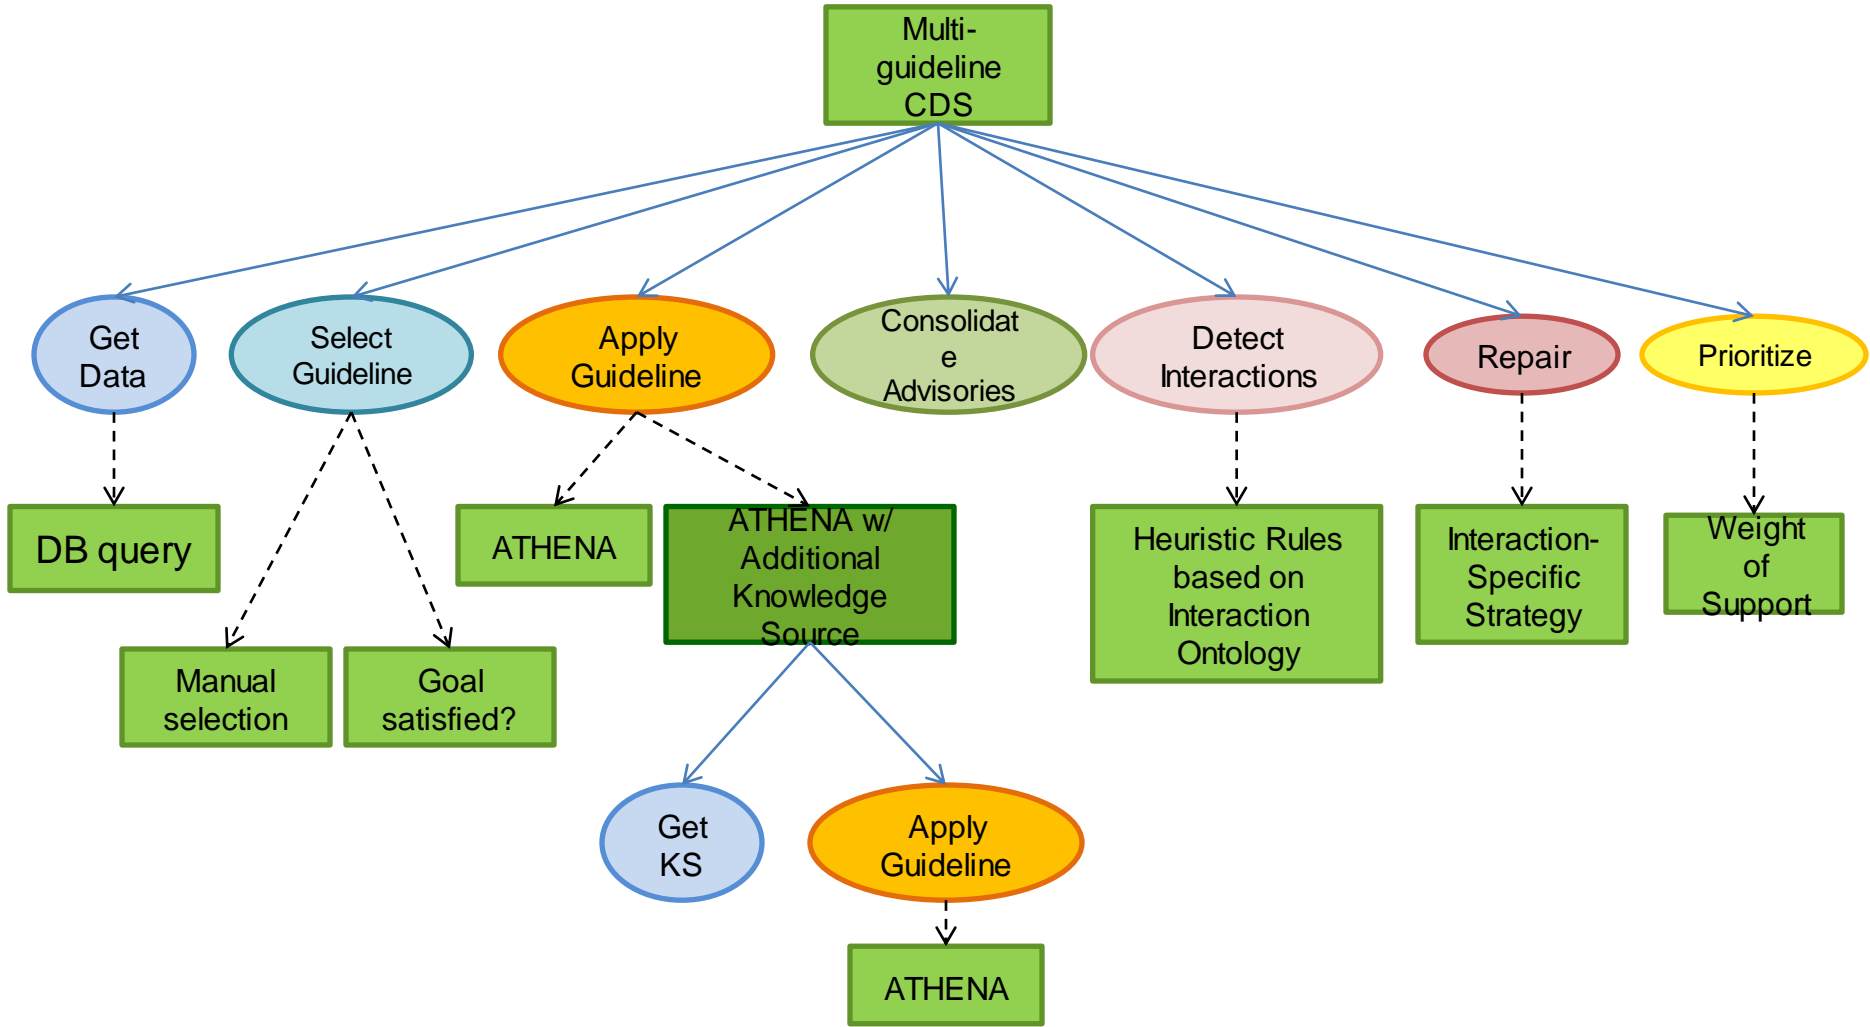 Multi-
guideline
CDS
Get
Data
Select
Guideline
Apply
Guideline
Consolidat
e
Advisories
Detect
Interactions
Repair
Prioritize
DB query
ATHENA
ATHENA w/
Additional
Knowledge
Source
Heuristic Rules
based on
Interaction
Ontology
Interaction-
Specific
Strategy
Weight
of
Support
Manual
selection
Goal
satisfied?
Get
KS
Apply
Guideline
ATHENA